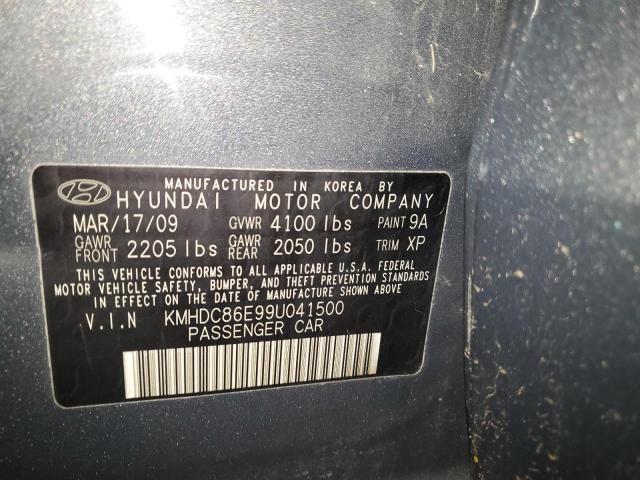 MANUFACTURED IN KOREA BY
HYUNDAI MOTOR COMPANY
MAR/17/09 GVWR 4100 lbs PAINT 9A
GAWR FRONT 2205 lbs GAWR REAR 2050 lbs TRIM XP
THIS VEHICLE CONFORMS TO ALL APPLICABLE U.S.A. FEDERAL
MOTOR VEHICLE SAFETY, BUMPER, AND THEFT PREVENTION STANDARDS
IN EFFECT ON THE DATE OF MANUFACTURE SHOWN ABOVE.
V.I.N KMHDC86E99U041500
PASSENGER CAR